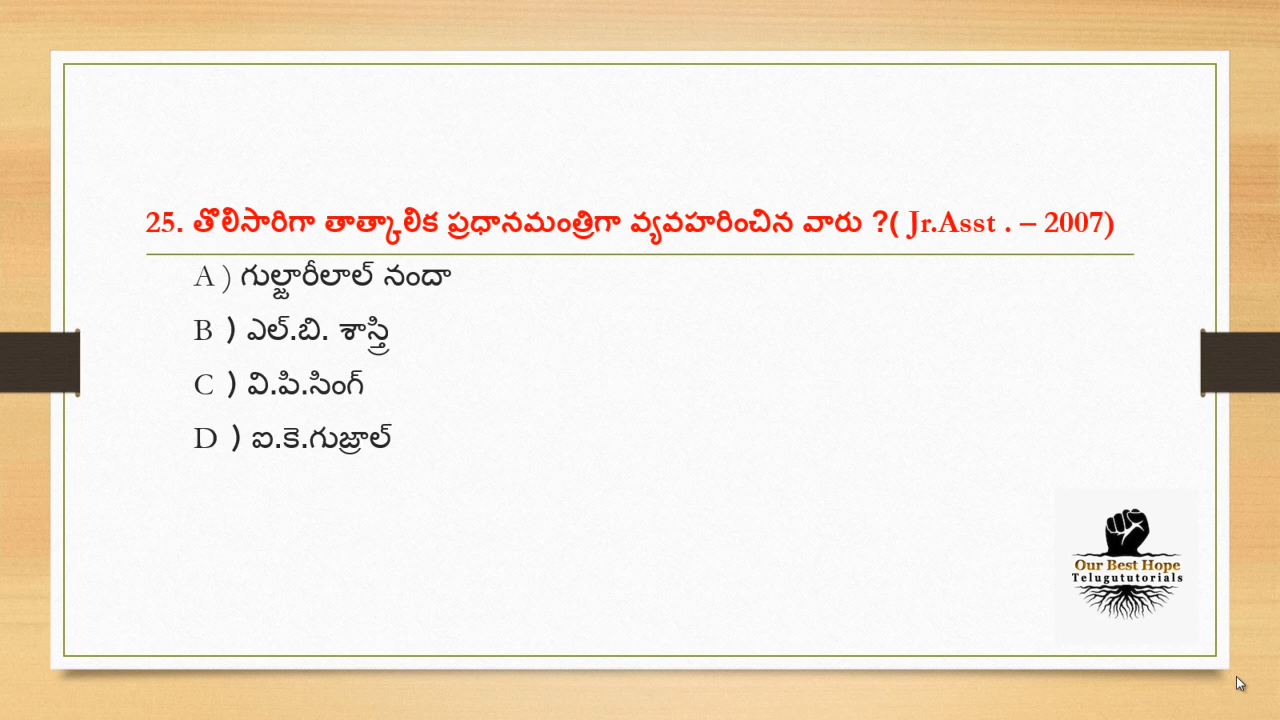 25. తొలిసారిగా తాత్కాలిక ప్రధానమంత్రిగా వ్యవహరించిన వారు ?( Jr.Asst . – 2007)
A ) గుల్జారీలాల్ నందా
B ) ఎల్.బి. శాస్త్రి
C ) వి.పి.సింగ్
D ) ఐ.కె.గుజ్రాల్
Our Best Hope
Telugututorials